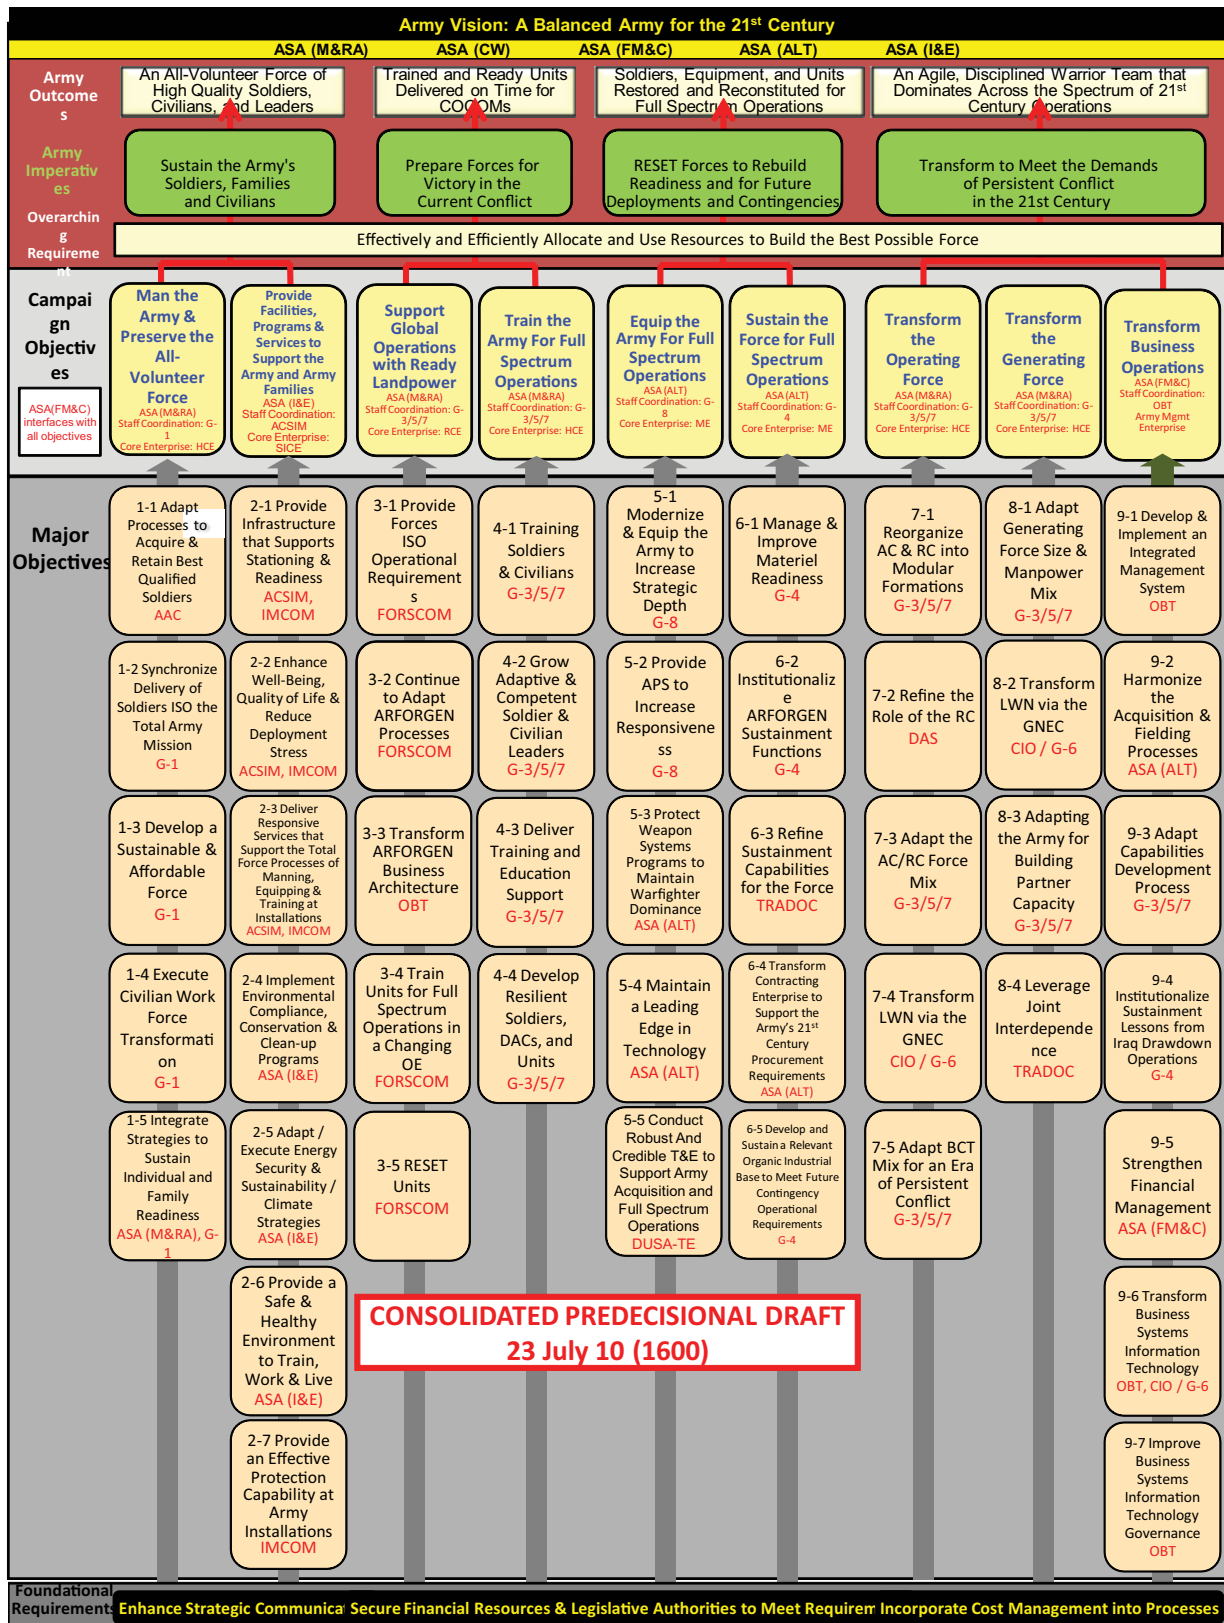 Army Vision: A Balanced Army for the 21st Century
ASA (M&RA) ASA (CW) ASA (FM&C) ASA (ALT) ASA (I&E)
Army
Outcome
s
An All-Volunteer Force of
High Quality Soldiers,
Civilians, and Leaders
Trained and Ready Units
Delivered on Time for
COCOMs
Soldiers, Equipment, and Units
Restored and Reconstituted for
Full Spectrum Operations
An Agile, Disciplined Warrior Team that
Dominates Across the Spectrum of 21st
Century Operations
Army
Imperativ
es
Sustain the Army's
Soldiers, Families
and Civilians
Prepare Forces for
Victory in the
Current Conflict
RESET Forces to Rebuild
Readiness and for Future
Deployments and Contingencies
Transform to Meet the Demands
of Persistent Conflict
in the 21st Century
Overarchin
g
Requireme
nt
Effectively and Efficiently Allocate and Use Resources to Build the Best Possible Force
Campai
gn
Objectiv
es
ASA(FM&C)
interfaces with
all objectives
Man the
Army &
Preserve the
All-
Volunteer
Force
ASA (M&RA)
Staff Coordination: G-
1
Core Enterprise: HCE
Provide
Facilities,
Programs &
Services to
Support the
Army and Army
Families
ASA (I&E)
Staff Coordination:
ACSIM
Core Enterprise:
SICE
Support
Global
Operations
with Ready
Landpower
ASA (M&RA)
Staff Coordination: G-
3/5/7
Core Enterprise: RCE
Train the
Army For Full
Spectrum
Operations
ASA (M&RA)
Staff Coordination: G-
3/5/7
Core Enterprise: HCE
Equip the
Army For Full
Spectrum
Operations
ASA (ALT)
Staff Coordination: G-
8
Core Enterprise: ME
Sustain the
Force for Full
Spectrum
Operations
ASA (ALT)
Staff Coordination: G-
4
Core Enterprise: ME
Transform
the
Operating
Force
ASA (M&RA)
Staff Coordination: G-
3/5/7
Core Enterprise: HCE
Transform
the
Generating
Force
ASA (M&RA)
Staff Coordination: G-
3/5/7
Core Enterprise: HCE
Transform
Business
Operations
ASA (FM&C)
Staff Coordination:
OBT
Army Mgmt
Enterprise
Major
Objectives
1-1 Adapt
Processes to
Acquire &
Retain Best
Qualified
Soldiers
AAC
2-1 Provide
Infrastructure
that Supports
Stationing &
Readiness
ACSIM,
IMCOM
3-1 Provide
Forces
ISO
Operational
Requirement
s
FORSCOM
4-1 Training
Soldiers
& Civilians
G-3/5/7
5-1
Modernize
& Equip the
Army to
Increase
Strategic
Depth
G-8
6-1 Manage &
Improve
Materiel
Readiness
G-4
7-1
Reorganize
AC & RC into
Modular
Formations
G-3/5/7
8-1 Adapt
Generating
Force Size &
Manpower
Mix
G-3/5/7
9-1 Develop &
Implement an
Integrated
Management
System
OBT
1-2 Synchronize
Delivery of
Soldiers ISO the
Total Army
Mission
G-1
2-2 Enhance
Well-Being,
Quality of Life &
Reduce
Deployment
Stress
ACSIM, IMCOM
3-2 Continue
to Adapt
ARFORGEN
Processes
FORSCOM
4-2 Grow
Adaptive &
Competent
Soldier &
Civilian
Leaders
G-3/5/7
5-2 Provide
APS to
Increase
Responsivene
ss
G-8
6-2
Institutionaliz
e
ARFORGEN
Sustainment
Functions
G-4
7-2 Refine the
Role of the RC
DAS
8-2 Transform
LWN via the
GNEC
CIO / G-6
9-2
Harmonize
the
Acquisition &
Fielding
Processes
ASA (ALT)
1-3 Develop a
Sustainable &
Affordable
Force
G-1
2-3 Deliver
Responsive
Services that
Support the Total
Force Processes of
Manning,
Equipping &
Training at
Installations
ACSIM, IMCOM
3-3 Transform
ARFORGEN
Business
Architecture
OBT
4-3 Deliver
Training and
Education
Support
G-3/5/7
5-3 Protect
Weapon
Systems
Programs to
Maintain
Warfighter
Dominance
ASA (ALT)
6-3 Refine
Sustainment
Capabilities
for the Force
TRADOC
7-3 Adapt the
AC/RC Force
Mix
G-3/5/7
8-3 Adapting
the Army for
Building
Partner
Capacity
G-3/5/7
9-3 Adapt
Capabilities
Development
Process
G-3/5/7
1-4 Execute
Civilian Work
Force
Transformati
on
G-1
2-4 Implement
Environmental
Compliance,
Conservation &
Clean-up
Programs
ASA (I&E)
3-4 Train
Units for Full
Spectrum
Operations in
a Changing
OE
FORSCOM
4-4 Develop
Resilient
Soldiers,
DACs, and
Units
G-3/5/7
5-4 Maintain
a Leading
Edge in
Technology
ASA (ALT)
6-4 Transform
Contracting
Enterprise to
Support the
Army's 21st
Century
Procurement
Requirements
ASA (ALT)
7-4 Transform
LWN via the
GNEC
CIO / G-6
8-4 Leverage
Joint
Interdepende
nce
TRADOC
9-4
Institutionalize
Sustainment
Lessons from
Iraq Drawdown
Operations
G-4
1-5 Integrate
Strategies to
Sustain
Individual and
Family
Readiness
ASA (M&RA), G-
1
2-5 Adapt /
Execute Energy
Security &
Sustainability /
Climate
Strategies
ASA (I&E)
3-5 RESET
Units
FORSCOM
5-5 Conduct
Robust And
Credible T&E to
Support Army
Acquisition and
Full Spectrum
Operations
DUSA-TE
6-5 Develop and
Sustain a Relevant
Organic Industrial
Base to Meet Future
Contingency
Operational
Requirements
G-4
7-5 Adapt BCT
Mix for an Era
of Persistent
Conflict
G-3/5/7
9-5
Strengthen
Financial
Management
ASA (FM&C)
2-6 Provide a
Safe &
Healthy
Environment
to Train,
Work & Live
ASA (I&E)
CONSOLIDATED PREDECISIONAL DRAFT
23 July 10 (1600)
9-6 Transform
Business
Systems
Information
Technology
OBT, CIO / G-6
2-7 Provide
an Effective
Protection
Capability at
Army
Installations
IMCOM
9-7 Improve
Business
Systems
Information
Technology
Governance
OBT
Foundational
Requirements
Enhance Strategic Communicat Secure Financial Resources & Legislative Authorities to Meet Requirem Incorporate Cost Management into Processes